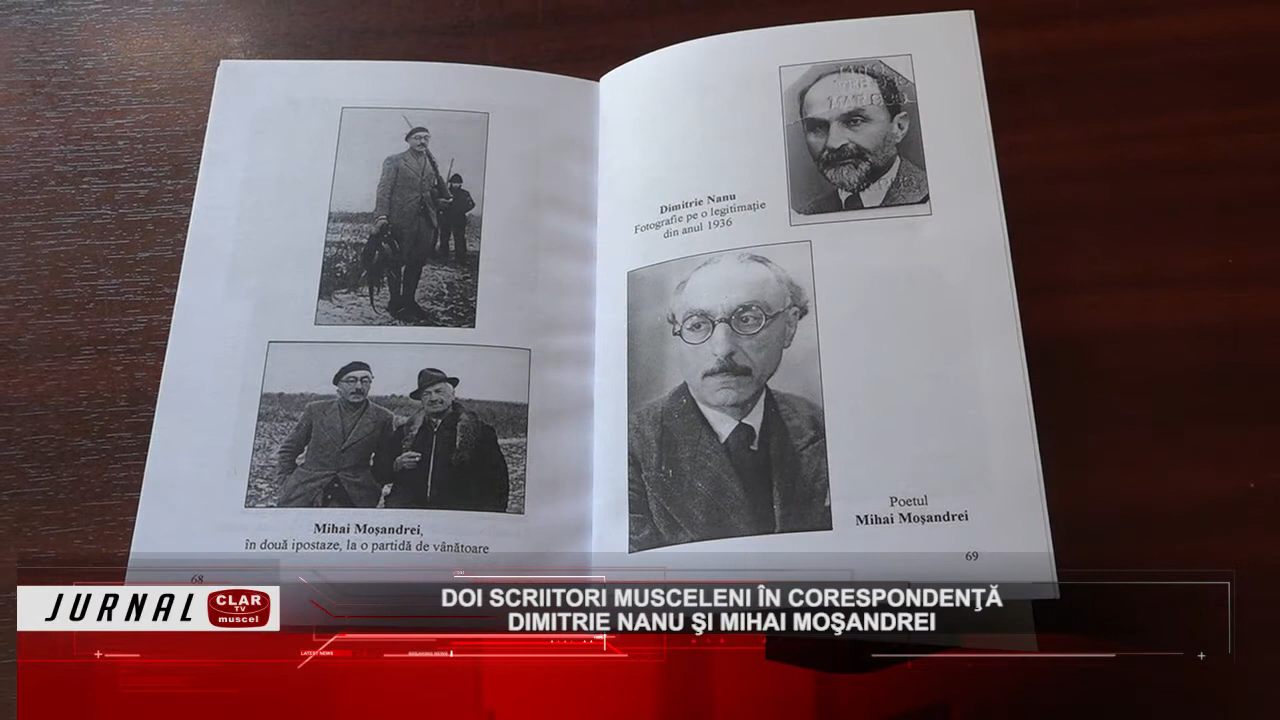 Mihai Moșandrei,
în două ipostaze, la o partidă de vânătoare
68
Dimitrie Nanu
Fotografie pe o legitimație
din anul 1936
Poetul
Mihai Moșandrei
69
JURNAL
CLAR
TV
muscel
DOI SCRIITORI MUSCELENI ÎN CORESPONDENŢĂ
DIMITRIE NANU ŞI MIHAI MOŞANDREI
LATEST NEWS
BREAKING NEWS